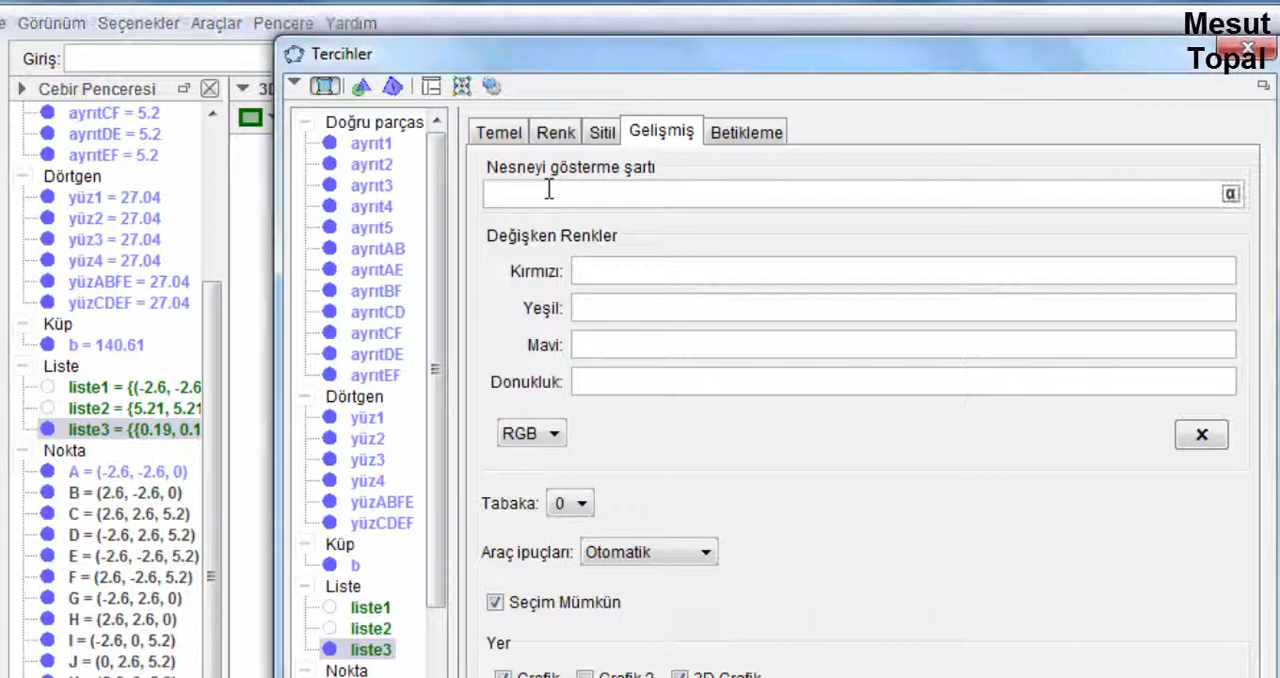 Görünüm Seçenekler Araçlar Pencere Yardım
Mesut
Topal
Giriş:
Tercihler
Cebir Penceresi
3D
ayrıtCF = 5.2
ayrıtDE = 5.2
ayrıtEF = 5.2
Dörtgen
yüz1 = 27.04
yüz2 = 27.04
yüz3 = 27.04
yüz4 = 27.04
yüzABFE = 27.04
yüzCDEF = 27.04
Küp
b = 140.61
Liste
liste1 = {(-2.6, -2.6
liste2 = {5.21, 5.21
liste3 = {{0.19, 0.1
Nokta
A = (-2.6, -2.6, 0)
B = (2.6, -2.6, 0)
C = (2.6, 2.6, 5.2)
D = (-2.6, 2.6, 5.2)
E = (-2.6, -2.6, 5.2)
F = (2.6, -2.6, 5.2)
G = (-2.6, 2.6, 0)
H = (2.6, 2.6, 0)
I = (-2.6, 0, 5.2)
J = (0, 2.6, 5.2)
Doğru parças
ayrıt1
ayrıt2
ayrıt3
ayrıt4
ayrıt5
ayrıtAB
ayrıtAE
ayrıtBF
ayrıtCD
ayrıtCF
ayrıtDE
ayrıtEF
Dörtgen
yüz1
yüz2
yüz3
yüz4
yüzABFE
yüzCDEF
Küp
b
Liste
liste1
liste2
liste3
Nokta
Temel Renk Sitil Gelişmiş Betikleme
Nesneyi gösterme şartı
α
Değişken Renkler
Kırmızı:
Yeşil:
Mavi:
Donukluk:
RGB
x
Tabaka: 0
Araç ipuçları: Otomatik
Seçim Mümkün
Yer
Grafik Grafik 2 3D Grafik